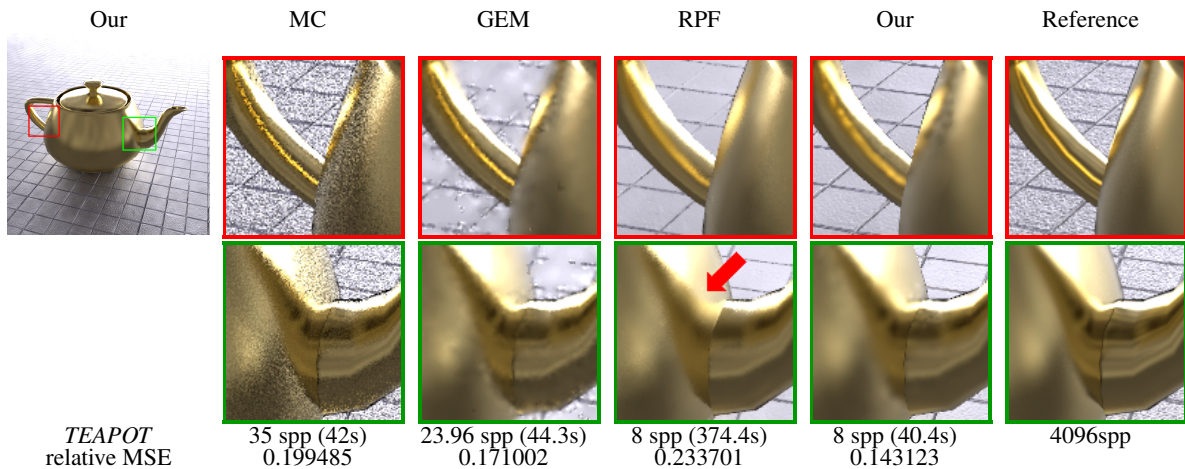 Our MC GEM RPF Our Reference
TEAPOT 35 spp (42s) 23.96 spp (44.3s) 8 spp (374.4s) 8 spp (40.4s) 4096spp
relative MSE 0.199485 0.171002 0.233701 0.143123